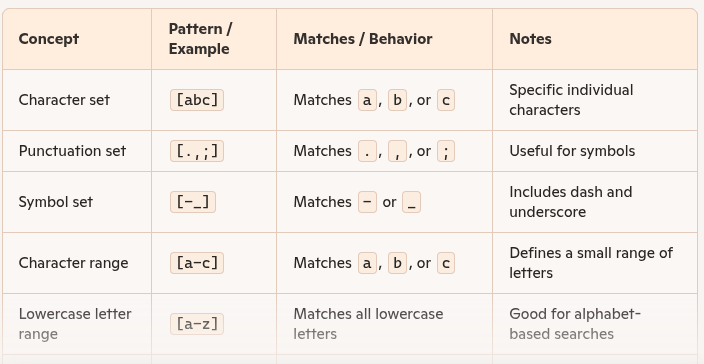 Concept Pattern / Example Matches / Behavior Notes
Character set [abc] Matches a, b, or c Specific individual characters
Punctuation set [.,;] Matches ., ,, or ; Useful for symbols
Symbol set [-_] Matches - or _ Includes dash and underscore
Character range [a-c] Matches a, b, or c Defines a small range of letters
Lowercase letter range [a-z] Matches all lowercase letters Good for alphabet-based searches